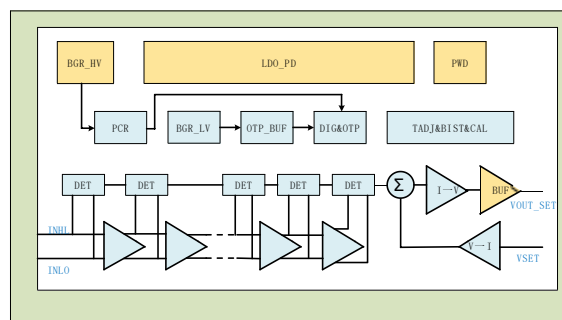 BGR_HV
LDO_PD
PWD
PCR
BGR_LV
OTP_BUF
DIG&OTP
TADJ&BIST&CAL
DET
DET
DET
DET
DET
Σ
I→V
BUF
VOUT_SET
INHI
INLO
V→I
VSET